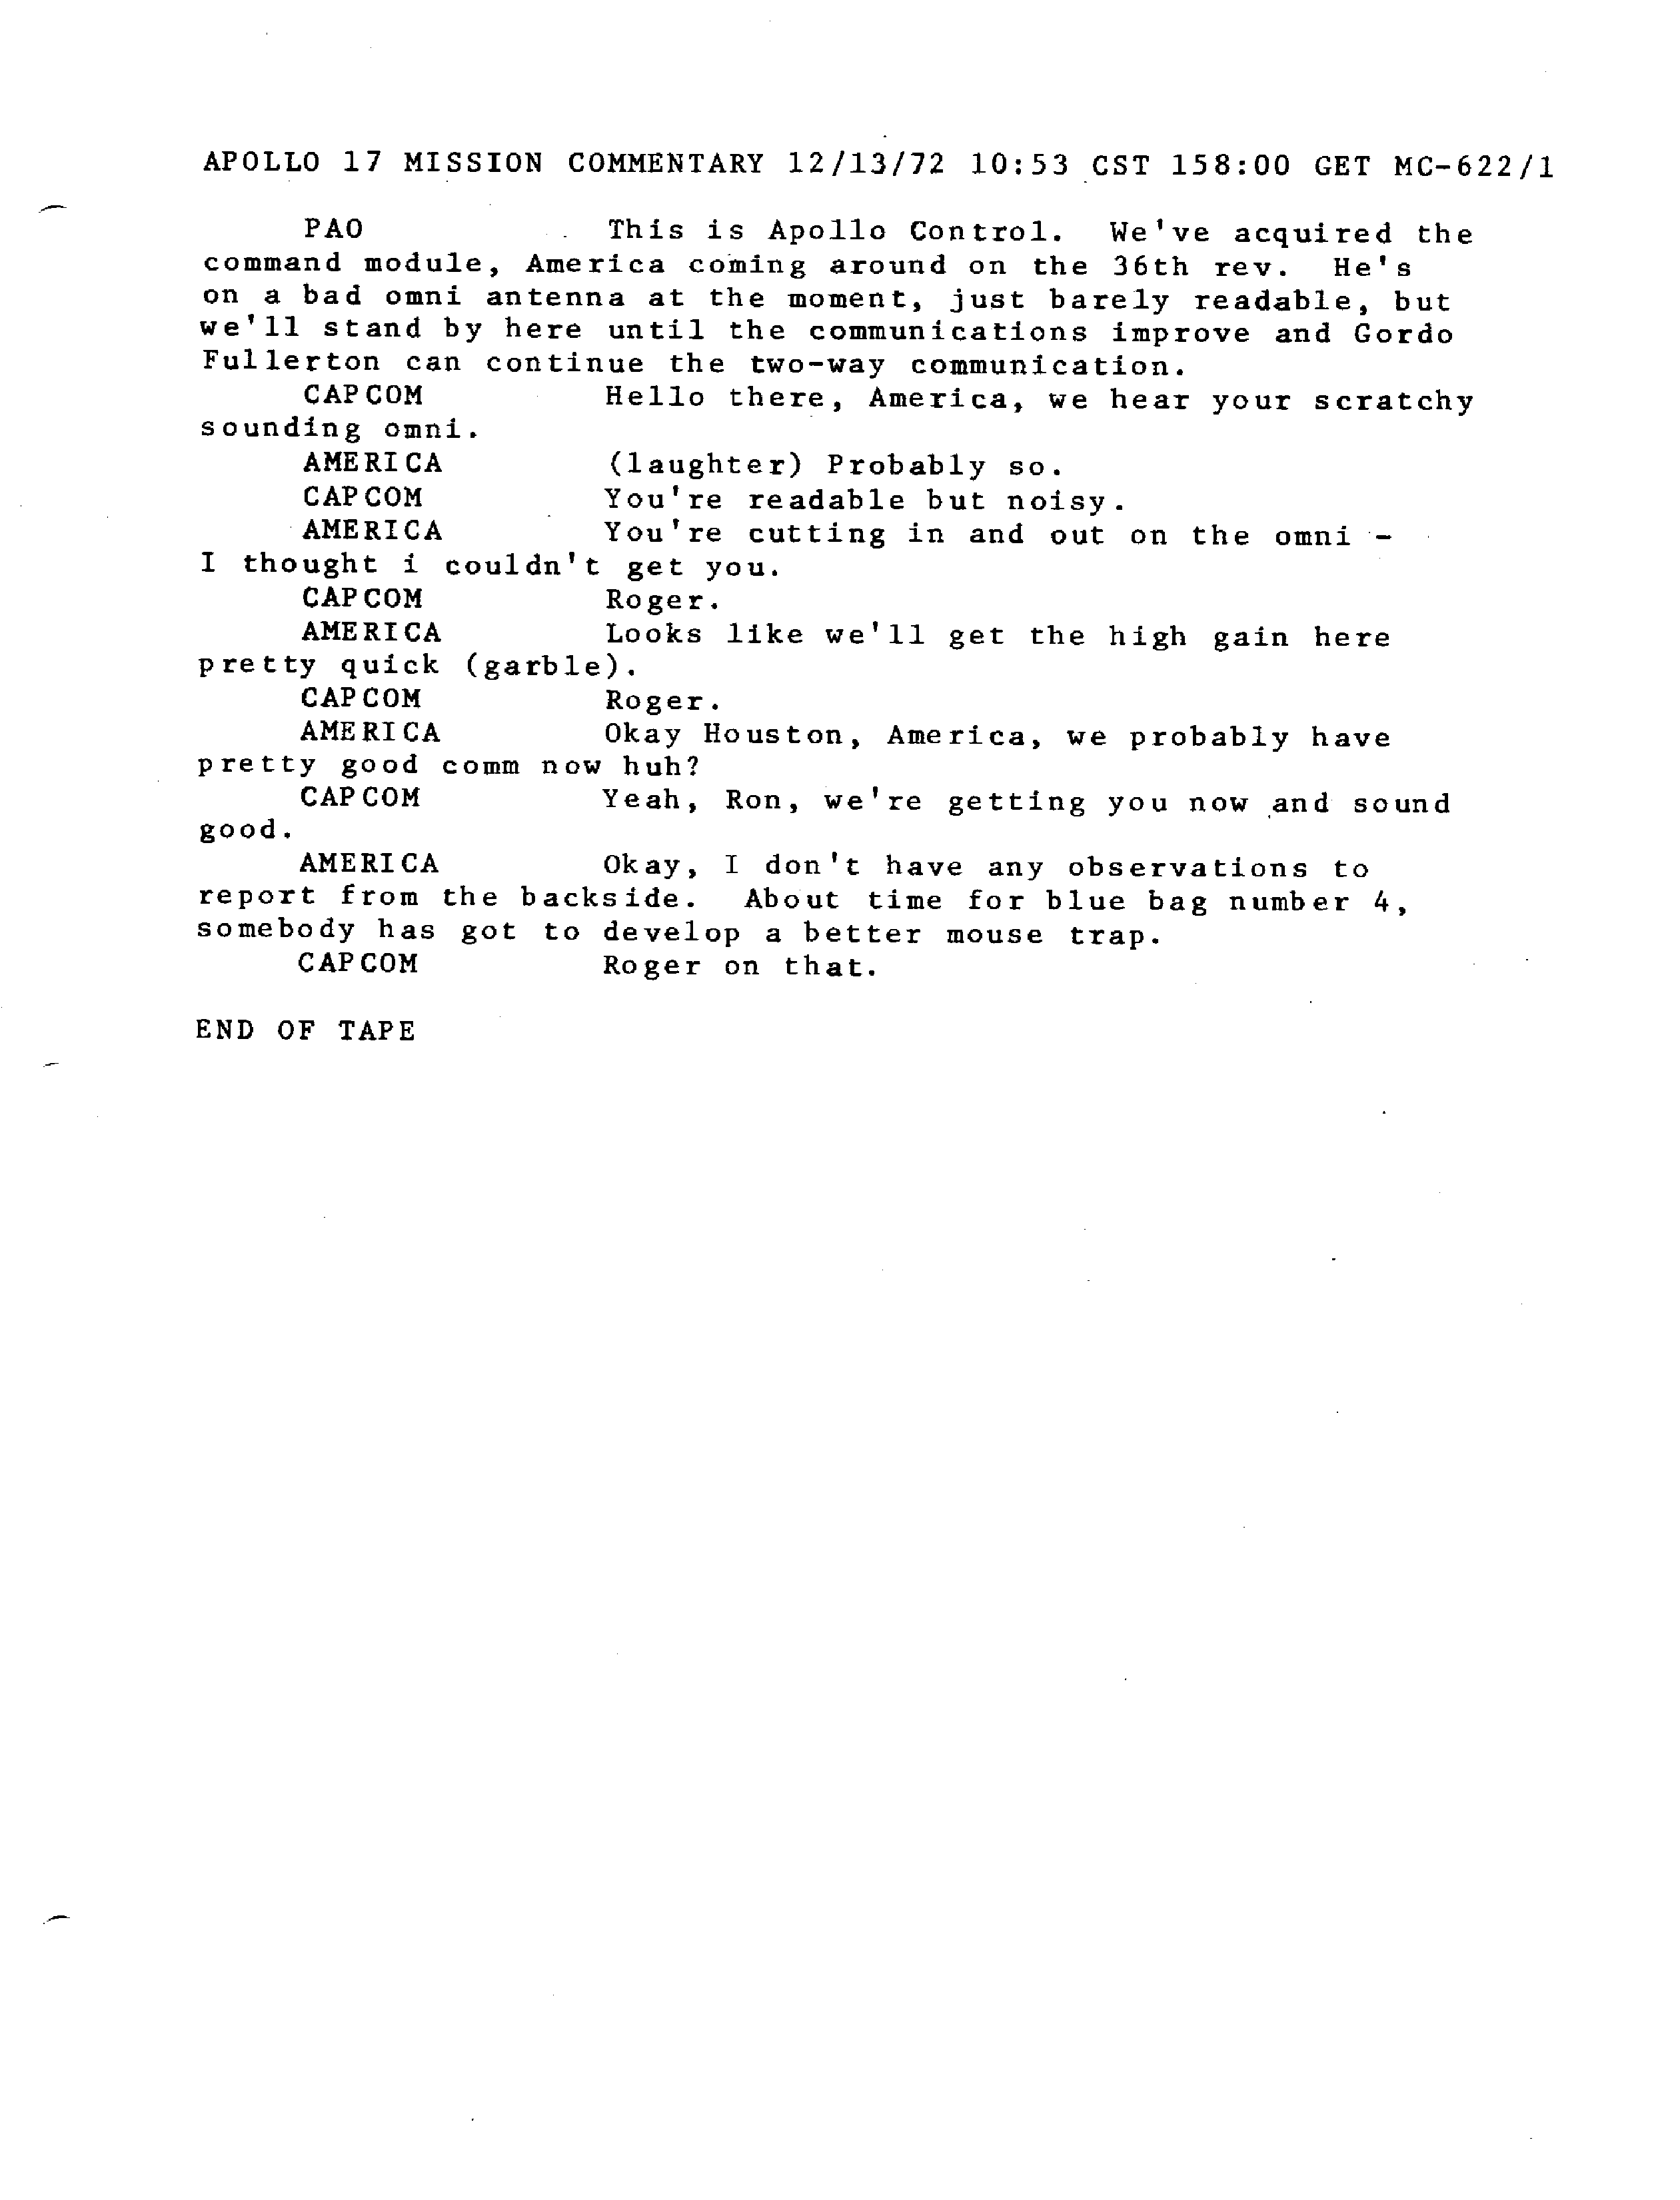 APOLLO 17 MISSION COMMENTARY 12/13/72 10:53 CST 158:00 GET MC-622/1
PAO This is Apollo Control. We've acquired the
command module, America coming around on the 36th rev. He's
on a bad omni antenna at the moment, just barely readable, but
we'll stand by here until the communications improve and Gordo
Fullerton can continue the two-way communication.
CAPCOM Hello there, America, we hear your scratchy
sounding omni.
AMERICA (laughter) Probably so.
CAPCOM You're readable but noisy.
AMERICA You're cutting in and out on the omni -
I thought i couldn't get you.
CAPCOM Roger.
AMERICA Looks like we'll get the high gain here
pretty quick (garble).
CAPCOM Roger.
AMERICA Okay Houston, America, we probably have
pretty good comm now huh?
CAPCOM Yeah, Ron, we're getting you now and sound
good.
AMERICA Okay, I don't have any observations to
report from the backside. About time for blue bag number 4,
somebody has got to develop a better mouse trap.
CAPCOM Roger on that.
END OF TAPE